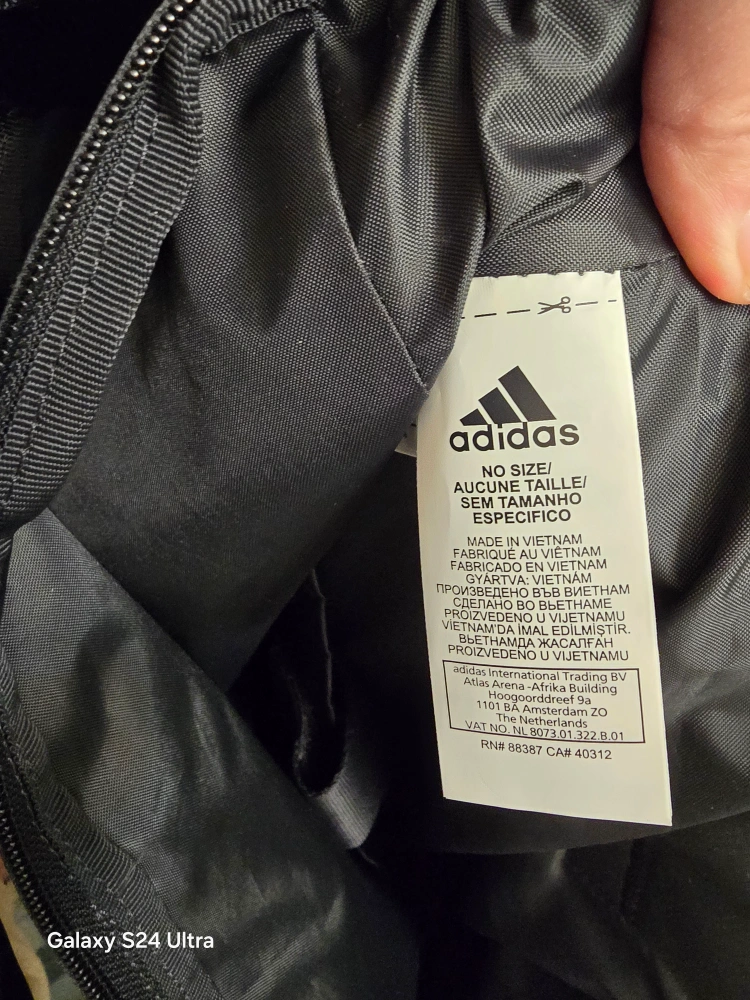 adidas
NO SIZE/
AUCUNE TAILLE/
SEM TAMANHO
ESPECIFICO
MADE IN VIETNAM
FABRIQUÉ AU VIÊTNAM
FABRICADO EN VIETNAM
GYÁRTVA: VIETNÁM
ПРОИЗВЕДЕНО ВЪВ ВИЕТНАМ
СДЕЛАНО ВО ВЬЕТНАМЕ
PROIZVEDENO U VIJETNAMU
VİETNAM'DA İMAL EDİLMİŞTİR.
ВЬЕТНАМДА ЖАСАЛҒАН
PROIZVEDENO U VIJETNAMU
adidas International Trading BV
Atlas Arena -Afrika Building
Hoogoorddreef 9a
1101 BA Amsterdam ZO
The Netherlands
VAT NO. NL 8073.01.322.B.01
RN# 88387 CA# 40312
Galaxy S24 Ultra